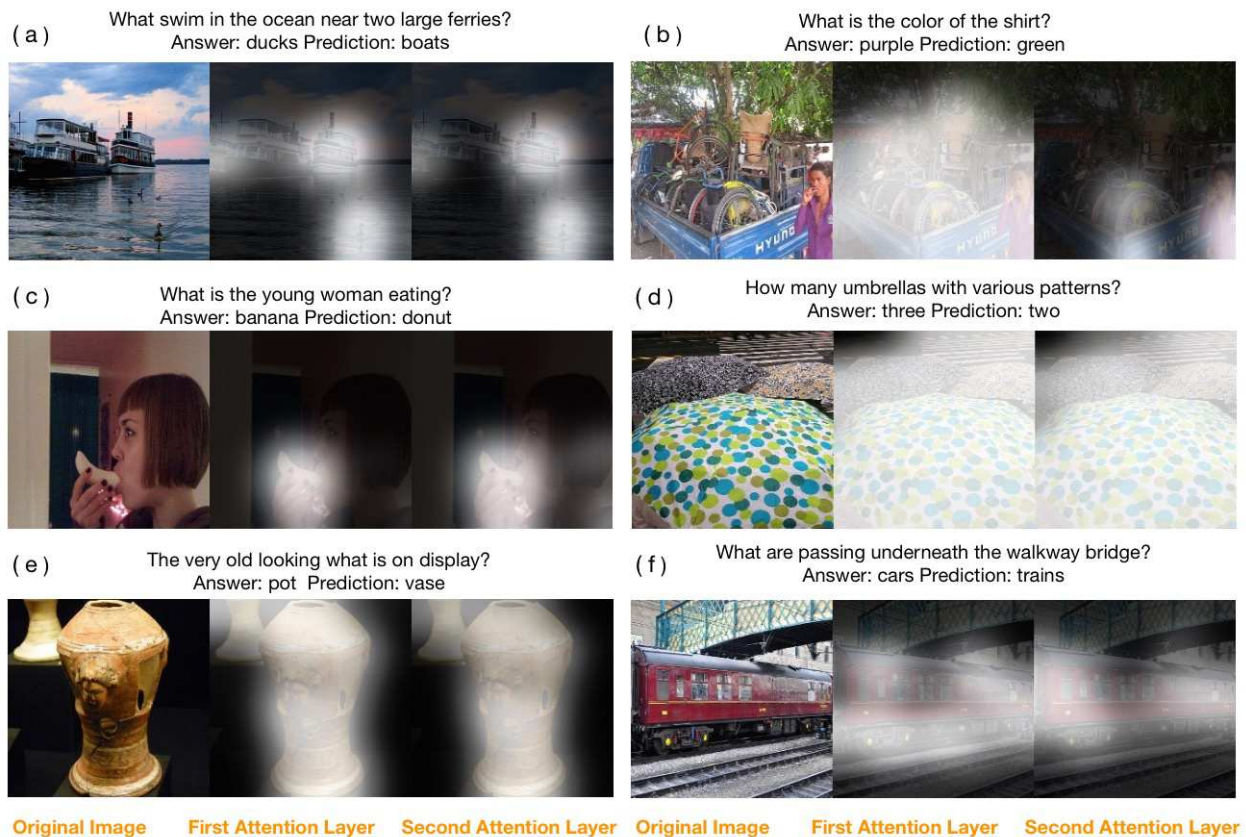 ( a )
What swim in the ocean near two large ferries?
Answer: ducks Prediction: boats
( b )
What is the color of the shirt?
Answer: purple Prediction: green
HYUND
HYUND
HYUND
( c )
What is the young woman eating?
Answer: banana Prediction: donut
( d )
How many umbrellas with various patterns?
Answer: three Prediction: two
( e )
The very old looking what is on display?
Answer: pot Prediction: vase
( f )
What are passing underneath the walkway bridge?
Answer: cars Prediction: trains
Original Image First Attention Layer Second Attention Layer Original Image First Attention Layer Second Attention Layer